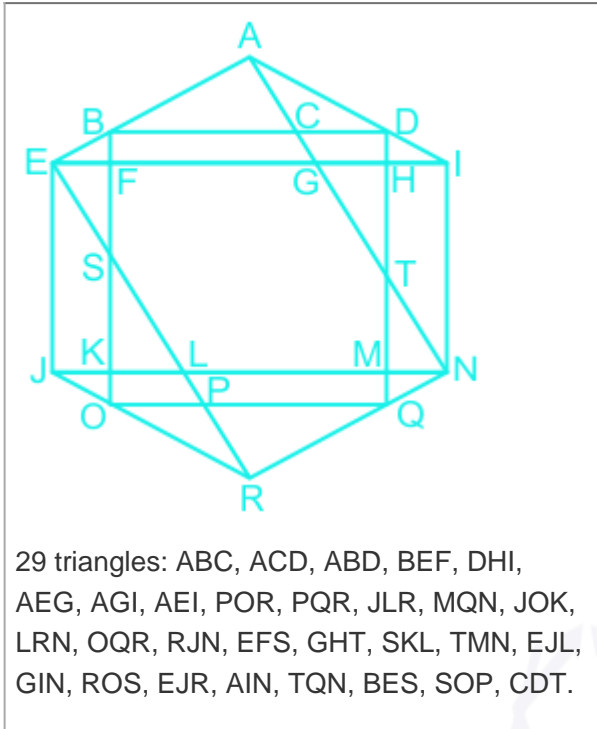 A
B C D
E F G H I
S T
J K L M N
O P Q
R
29 triangles: ABC, ACD, ABD, BEF, DHI,
AEG, AGI, AEI, POR, PQR, JLR, MQN, JOK,
LRN, OQR, RJN, EFS, GHT, SKL, TMN, EJL,
GIN, ROS, EJR, AIN, TQN, BES, SOP, CDT.